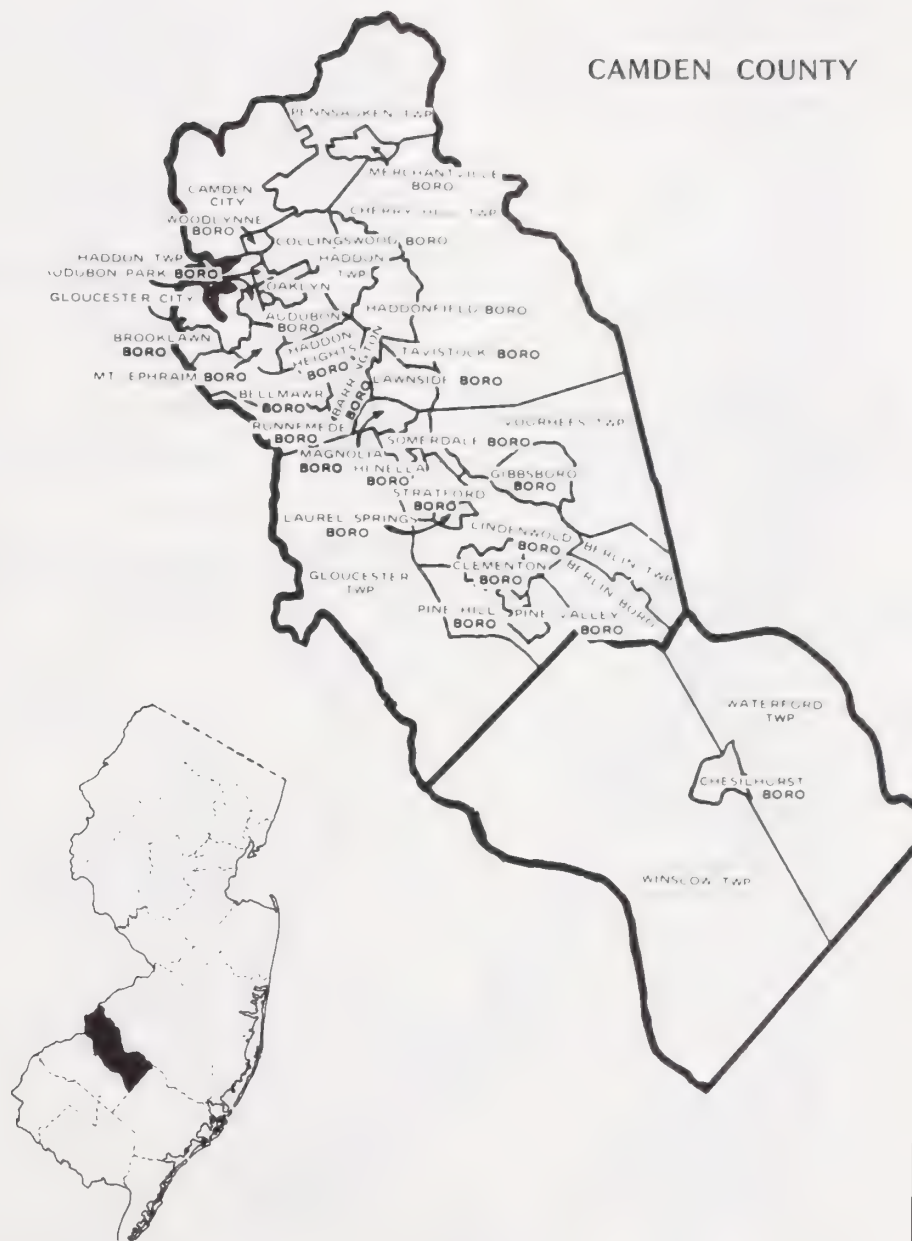 CAMDEN COUNTY
PENNSAUKEN TWP
MERCHANTVILLE
BORO
CAMDEN
CITY
CHERRY HILL TWP
WOODLYNNE
BORO
COLLINGSWOOD BORO
HADDON TWP
HADDON
TWP
AUDUBON PARK BORO
OAKLYN
GLOUCESTER CITY
HADDONFIELD BORO
AUDUBON
BORO
BROOKLAWN
BORO
HADDON
HEIGHTS
BORO
BARRINGTON
BORO
TAVISTOCK BORO
MT EPHRAIM BORO
LAWNSIDE BORO
BELLMAWR
BORO
RUNNEMEDE
BORO
VOORHEES TWP
SOMERDALE BORO
MAGNOLIA
BORO
HI NELLA
BORO
GIBBSBORO
BORO
STRATFORD
BORO
LAUREL SPRINGS
BORO
LINDENWOLD
BORO
BERLIN TWP
CLEMENTON
BORO
BERLIN BORO
GLOUCESTER
TWP
PINE HILL
BORO
PINE VALLEY
BORO
WATERFORD
TWP
CHESILHURST
BORO
WINSLOW TWP